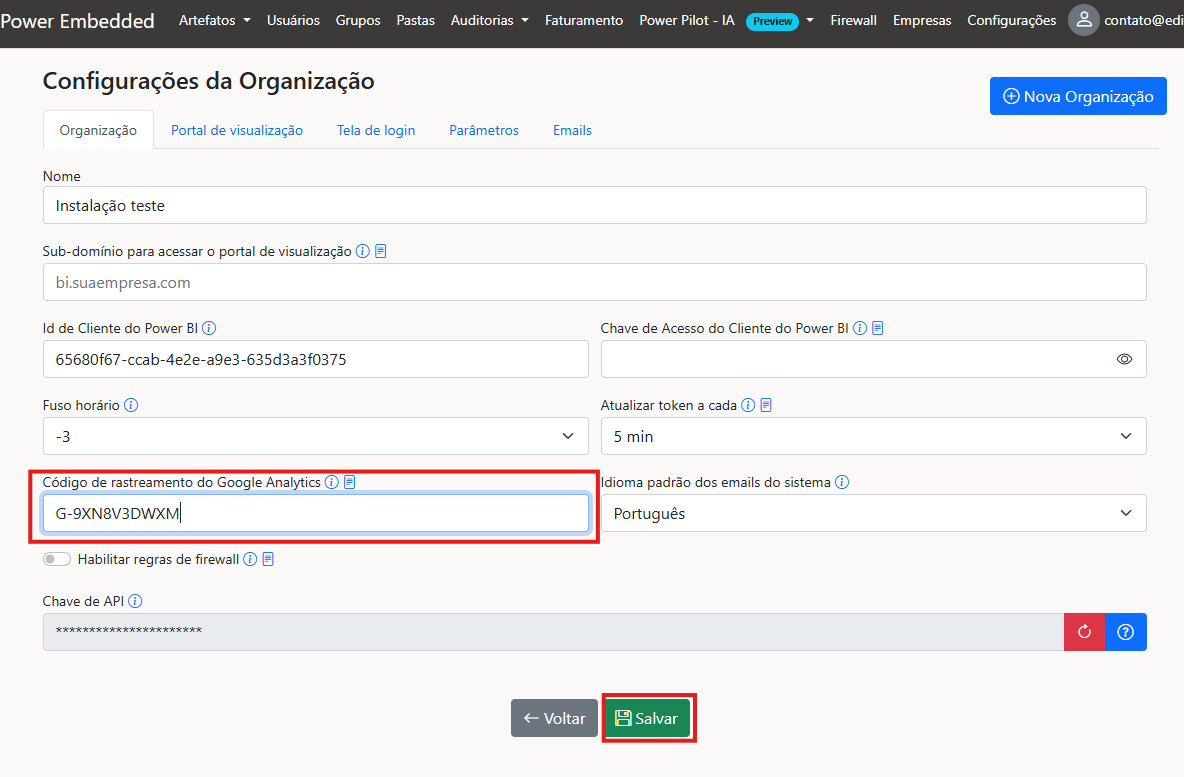 Power Embedded Artefatos Usuários Grupos Pastas Auditorias Faturamento Power Pilot - IA Preview Firewall Empresas Configurações contato@edi
Configurações da Organização
Nova Organização
Organização Portal de visualização Tela de login Parâmetros Emails
Nome
Instalação teste
Sub-domínio para acessar o portal de visualização
bi.suaempresa.com
Id de Cliente do Power BI Chave de Acesso do Cliente do Power BI
65680f67-ccab-4e2e-a9e3-635d3a3f0375
Fuso horário Atualizar token a cada
-3 5 min
Código de rastreamento do Google Analytics Idioma padrão dos emails do sistema
G-9XN8V3DWXM Português
Habilitar regras de firewall
Chave de API
**********************
Voltar Salvar